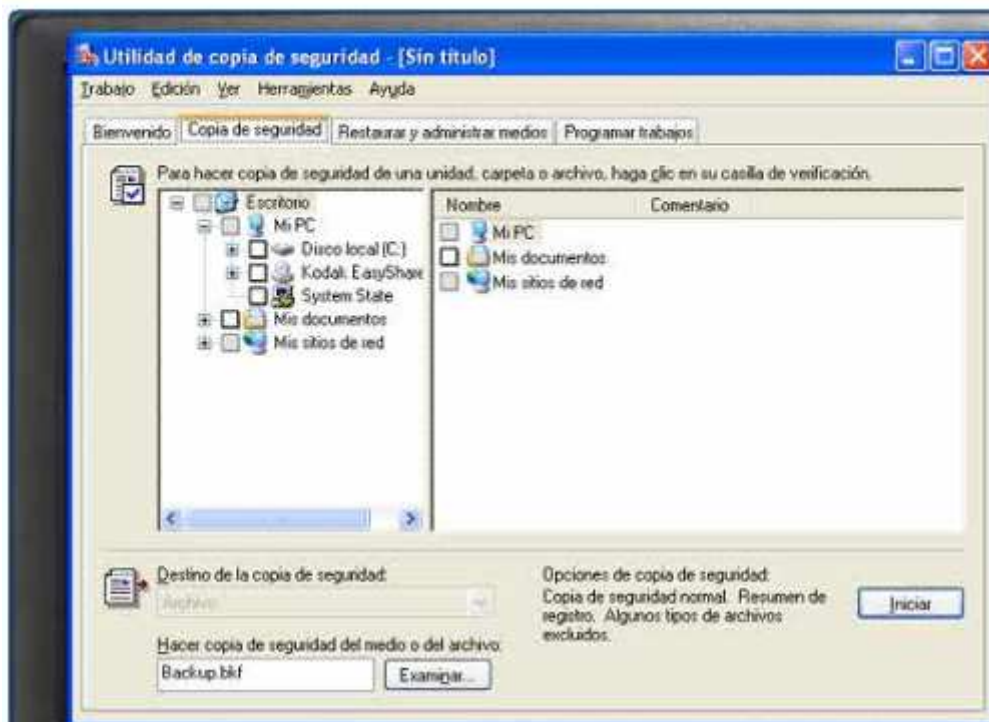 Utilidad de copia de seguridad - [Sin título]
Trabajo Edición Ver Herramientas Ayuda
Bienvenido Copia de seguridad Restaurar y administrar medios Programar trabajos
Para hacer copia de seguridad de una unidad, carpeta o archivo, haga clic en su casilla de verificación.
Escritorio
Mi PC
Disco local (C:)
Kodak EasyShare
System State
Mis documentos
Mis sitios de red
Nombre Comentario
Mi PC
Mis documentos
Mis sitios de red
Destino de la copia de seguridad:
Archivo
Hacer copia de seguridad del medio o del archivo:
Backup.bkf Examinar...
Opciones de copia de seguridad:
Copia de seguridad normal. Resumen de
registro. Algunos tipos de archivos
excluidos.
Iniciar